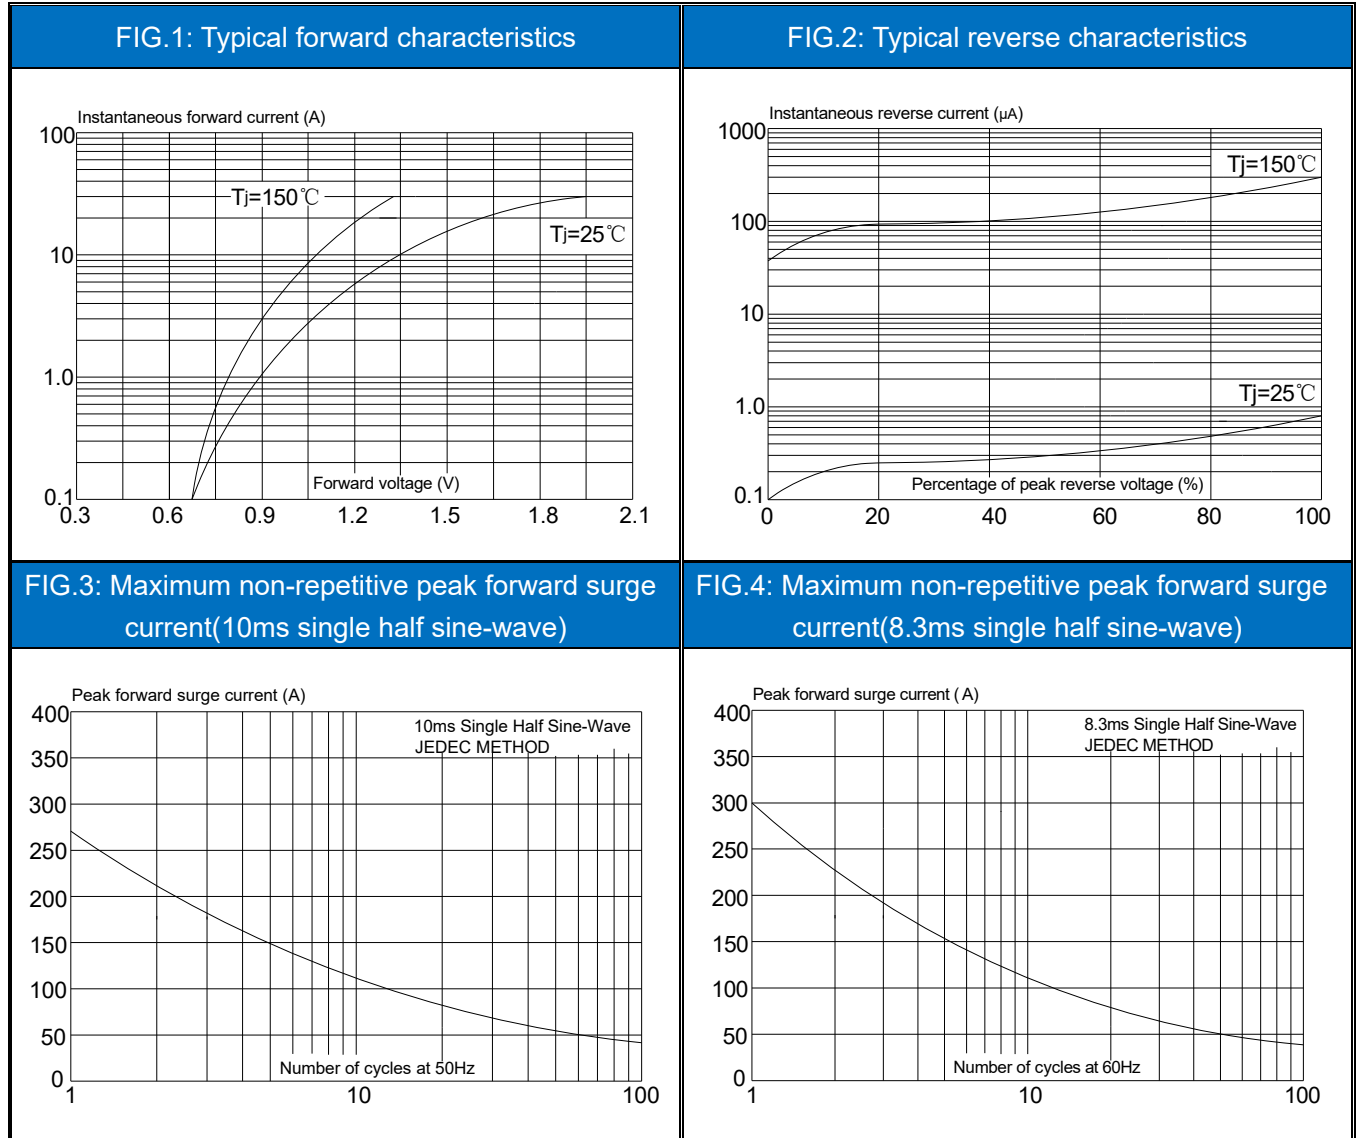 FIG.1: Typical forward characteristics
FIG.2: Typical reverse characteristics
Instantaneous forward current (A)
100
10
1.0
0.1
Tj=150℃
Tj=25℃
Forward voltage (V)
0.3 0.6 0.9 1.2 1.5 1.8 2.1
Instantaneous reverse current (μA)
1000
100
10
1.0
0.1
Tj=150℃
Tj=25℃
Percentage of peak reverse voltage (%)
0 20 40 60 80 100
FIG.3: Maximum non-repetitive peak forward surge
current(10ms single half sine-wave)
FIG.4: Maximum non-repetitive peak forward surge
current(8.3ms single half sine-wave)
Peak forward surge current (A)
400
350
300
250
200
150
100
50
0
10ms Single Half Sine-Wave
JEDEC METHOD
Number of cycles at 50Hz
1 10 100
Peak forward surge current ( A)
400
350
300
250
200
150
100
50
0
8.3ms Single Half Sine-Wave
JEDEC METHOD
Number of cycles at 60Hz
1 10 100